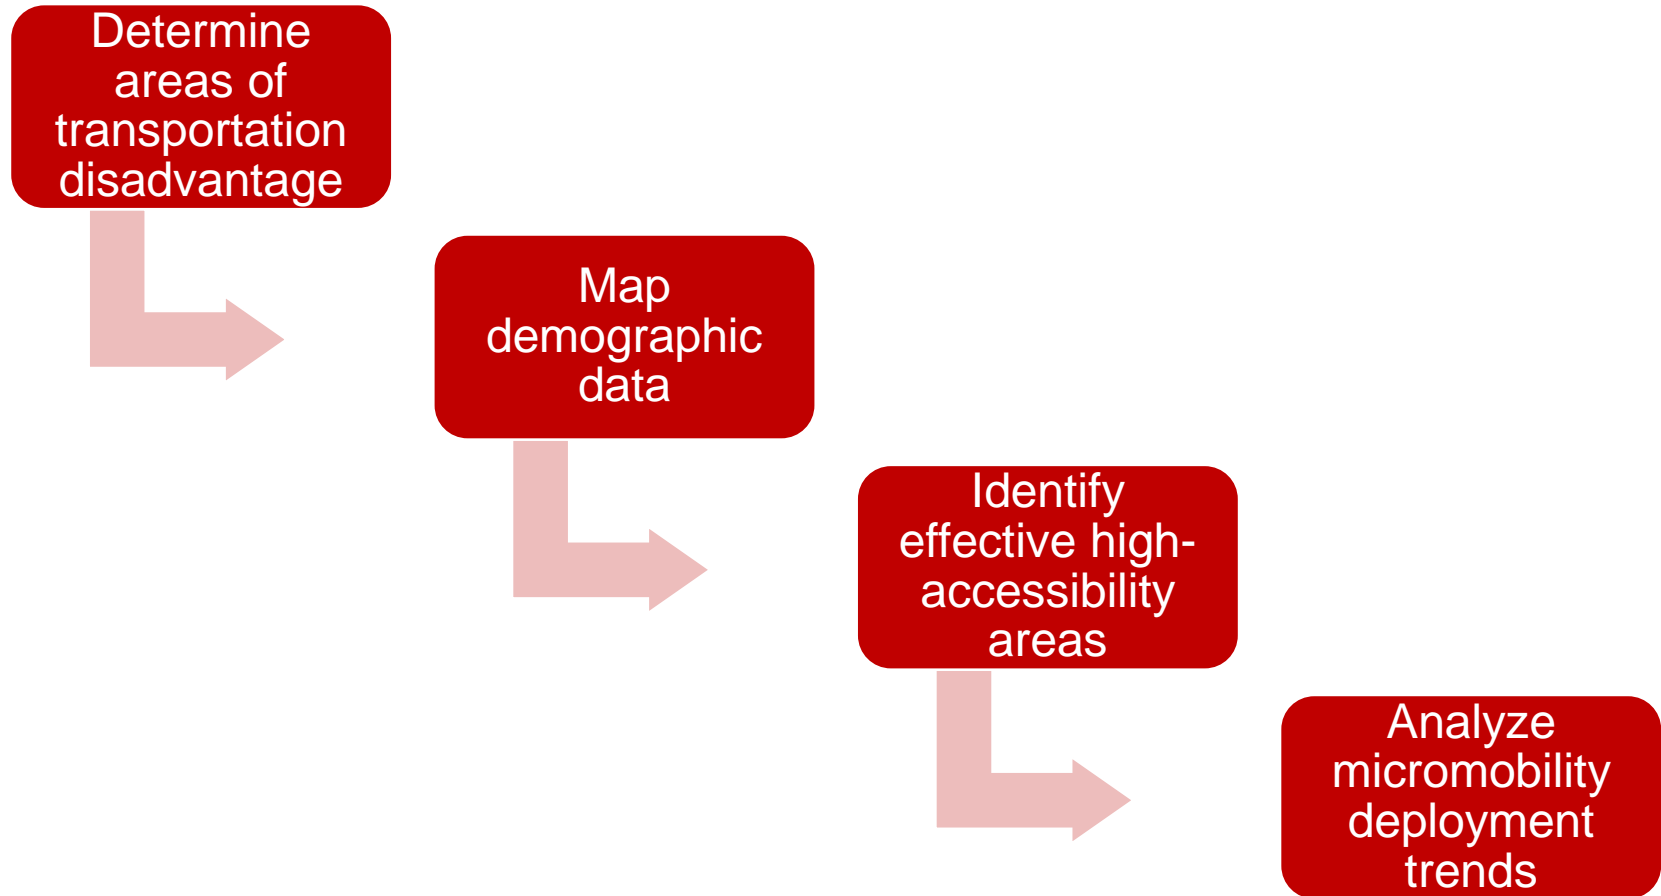 Determine
areas of
transportation
disadvantage
Map
demographic
data
Identify
effective high-
accessibility
areas
Analyze
micromobility
deployment
trends